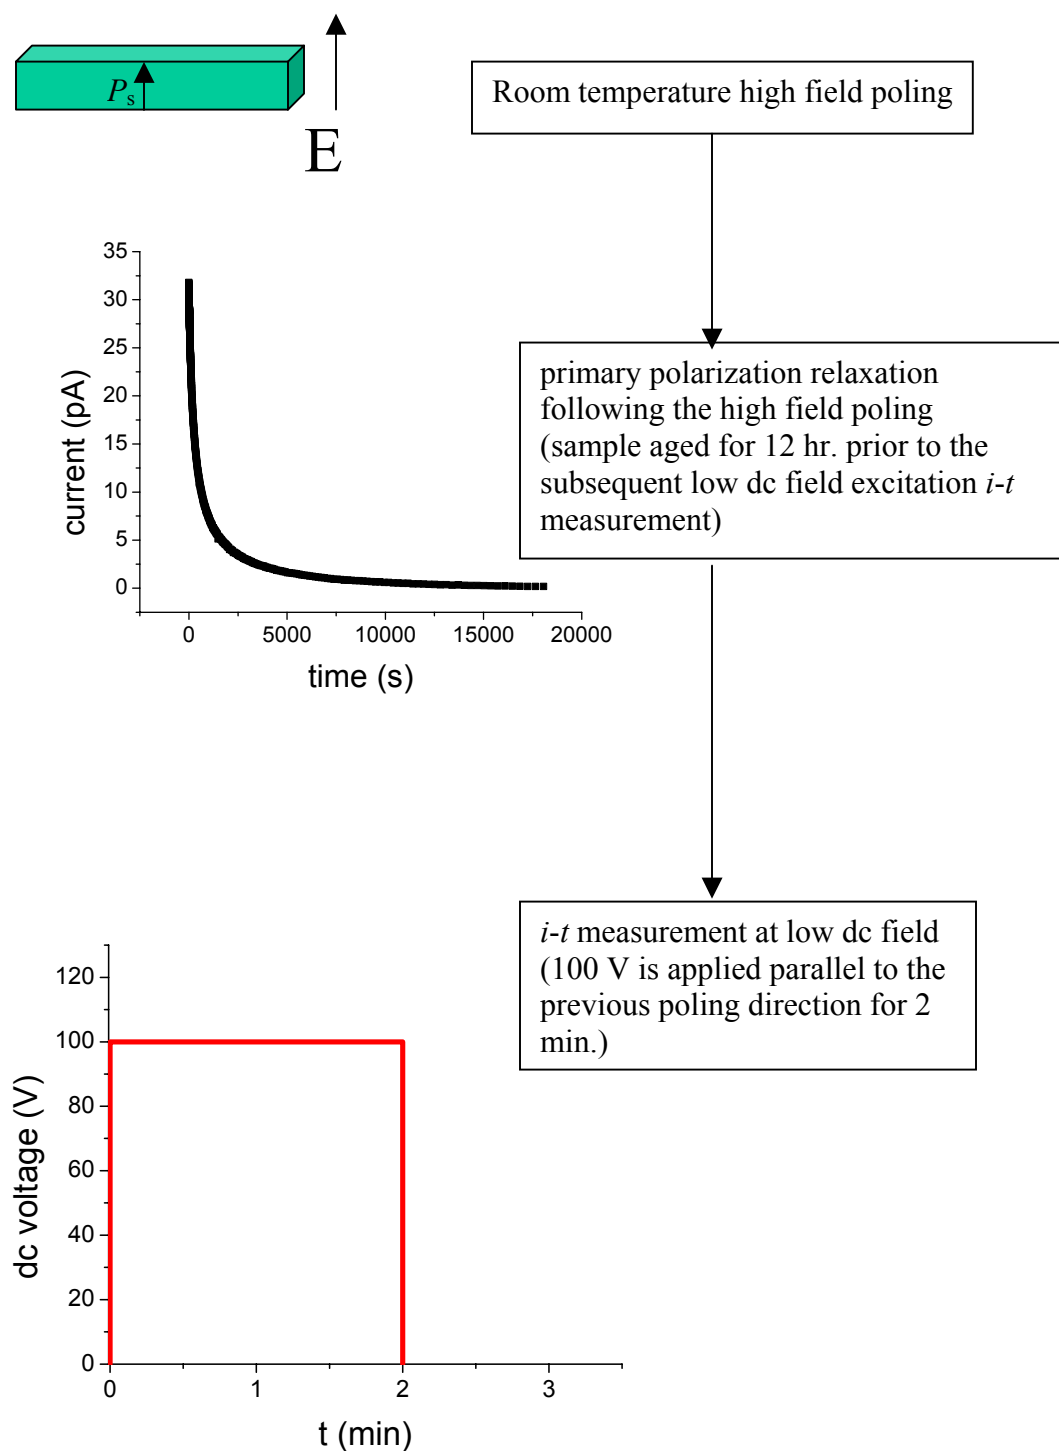 P_s
E
Room temperature high field poling
35
30
25
20
15
10
5
0
current (pA)
0 5000 10000 15000 20000
time (s)
primary polarization relaxation
following the high field poling
(sample aged for 12 hr. prior to the
subsequent low dc field excitation i-t
measurement)
i-t measurement at low dc field
(100 V is applied parallel to the
previous poling direction for 2
min.)
120
100
80
60
40
20
0
dc voltage (V)
0 1 2 3
t (min)